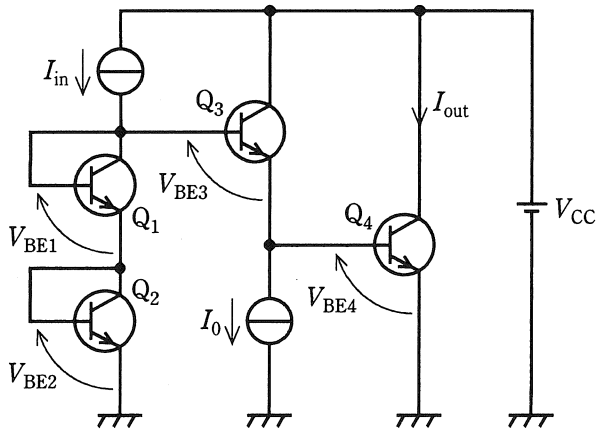 I_in
Q_3
I_out
V_BE3
V_CC
Q_4
V_BE1
Q_1
Q_2
V_BE4
I_0
V_BE2